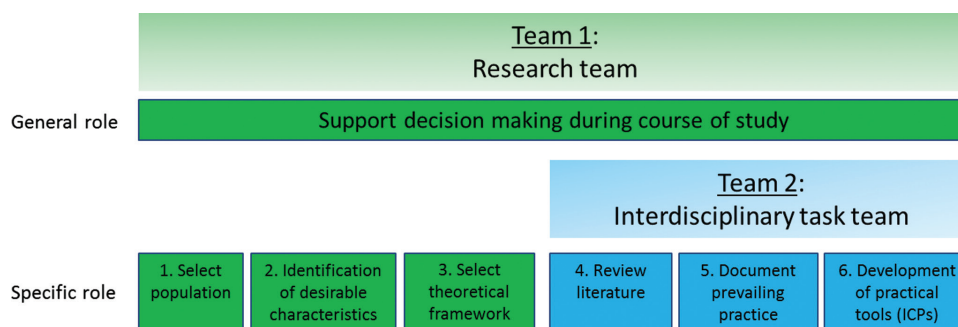 Team 1:
Research team
General role
Support decision making during course of study
Team 2:
Interdisciplinary task team
Specific role
1. Select
population
2. Identification
of desirable
characteristics
3. Select
theoretical
framework
4. Review
literature
5. Document
prevailing
practice
6. Development
of practical
tools (ICPs)